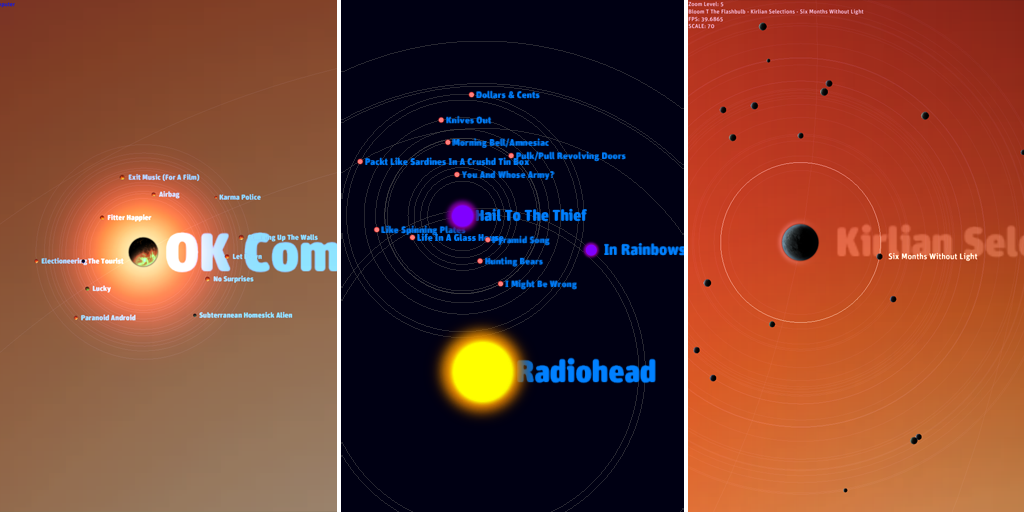 Exit Music (For A Film)
Airbag
Karma Police
Fitter Happier
ng Up The Walls
OK Com
Let
Electioneering
The Tourist
No Surprises
Lucky
Paranoid Android
Subterranean Homesick Alien
Dollars & Cents
Knives Out
Morning Bell/Amnesiac
Pulk/Pull Revolving Doors
Packt Like Sardines In A Crushd Tin Box
You And Whose Army?
Hail To The Thief
Like Spinning Plates
Life In A Glass House
Pyramid Song
In Rainbows
Hunting Bears
I Might Be Wrong
Radiohead
Zoom Level: 5
Bloom T The Flashbulb - Kirlian Selections - Six Months Without Light
FPS: 39.6865
SCALE: 70
Kirlian Sele
Six Months Without Light